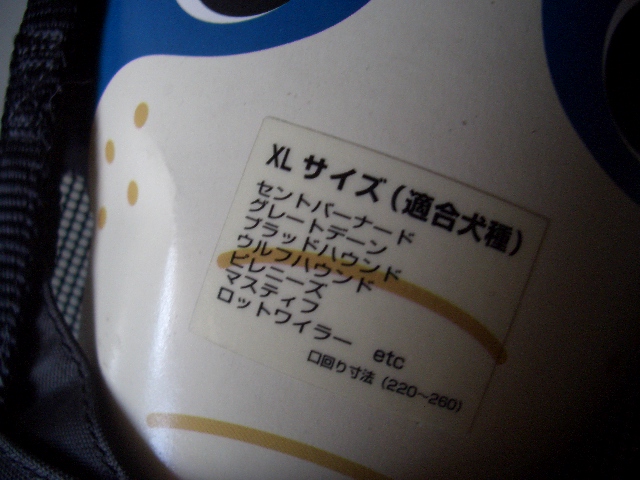 XL サイズ(適合犬種)
セントバーナード
グレートデーン
ブラッドハウンド
ウルフハウンド
ピレニーズ
マスティフ
ロットワイラー etc
口回り寸法(220~260)